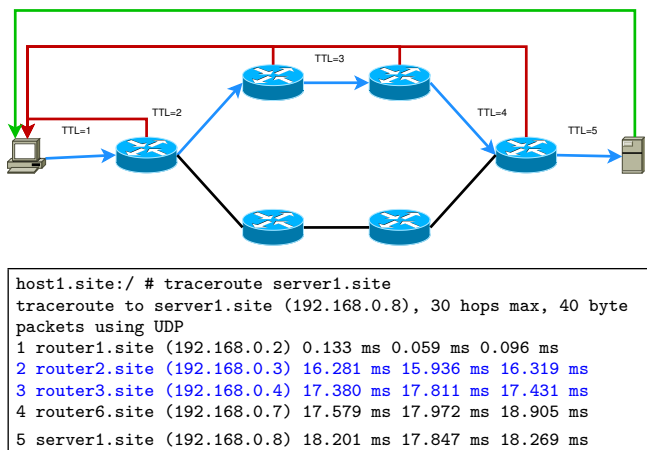 TTL=3
TTL=2
TTL=4
TTL=1
TTL=5
host1.site:/ # traceroute server1.site
traceroute to server1.site (192.168.0.8), 30 hops max, 40 byte
packets using UDP
1 router1.site (192.168.0.2) 0.133 ms 0.059 ms 0.096 ms
2 router2.site (192.168.0.3) 16.281 ms 15.936 ms 16.319 ms
3 router3.site (192.168.0.4) 17.380 ms 17.811 ms 17.431 ms
4 router6.site (192.168.0.7) 17.579 ms 17.972 ms 18.905 ms
5 server1.site (192.168.0.8) 18.201 ms 17.847 ms 18.269 ms